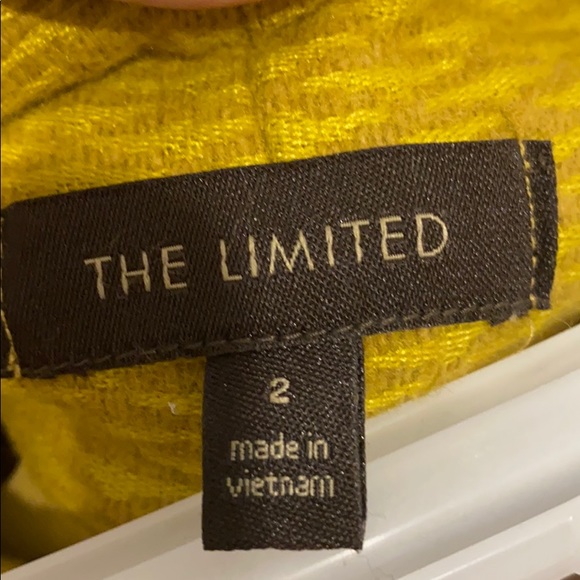 THE LIMITED
2
made in
vietnam